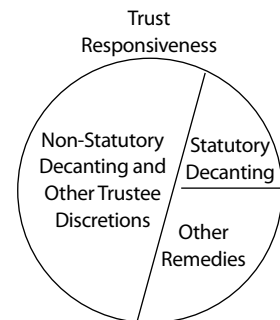 Trust
Responsiveness
Non-Statutory
Decanting and
Other Trustee
Discretions
Statutory
Decanting
Other
Remedies